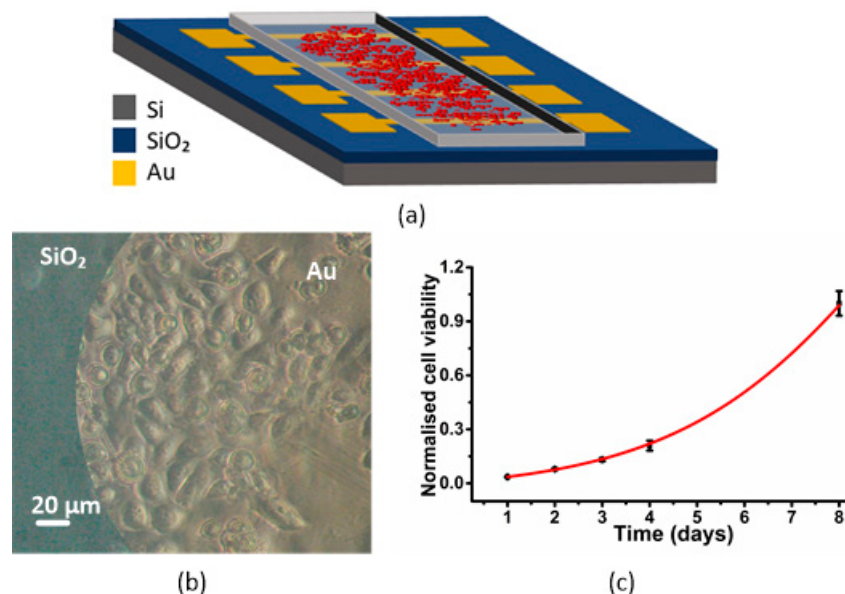 Si
SiO₂
Au
(a)
SiO₂
Au
20 μm
(b)
Normalised cell viability
1.2
0.9
0.6
0.3
0.0
1 2 3 4 5 6 7 8
Time (days)
(c)